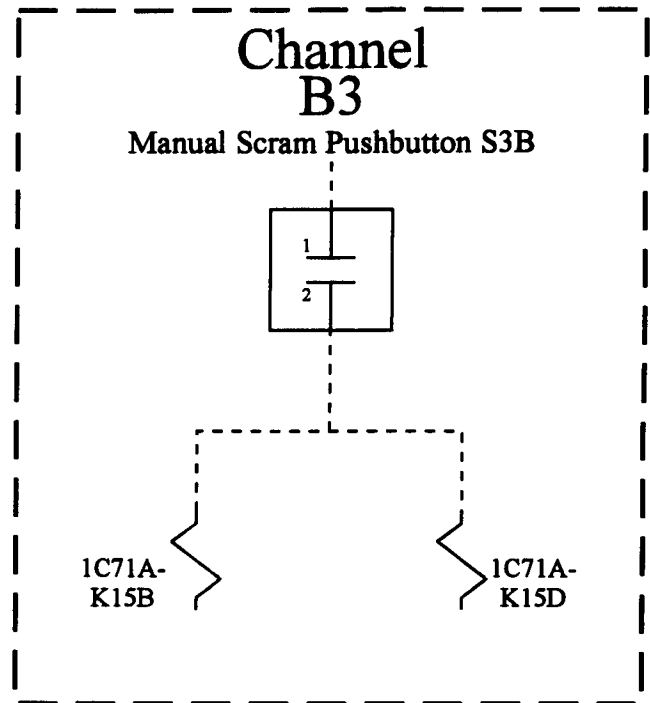 Channel
B3
Manual Scram Pushbutton S3B
1
2
1C71A-
K15B
1C71A-
K15D